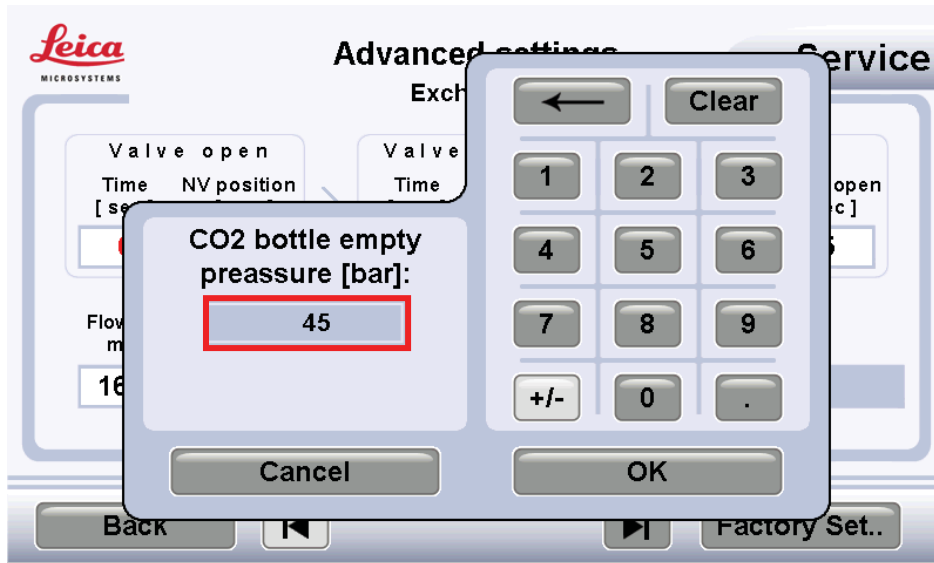 Leica
MICROSYSTEMS
Advanced settings
Service
Exch
Valve open
Valve
Time NV position
Time
open
CO2 bottle empty
preassure [bar]:
45
Flow
16
← Clear
1 2 3
4 5 6
7 8 9
+/- 0 .
Cancel
OK
Back
Factory Set..